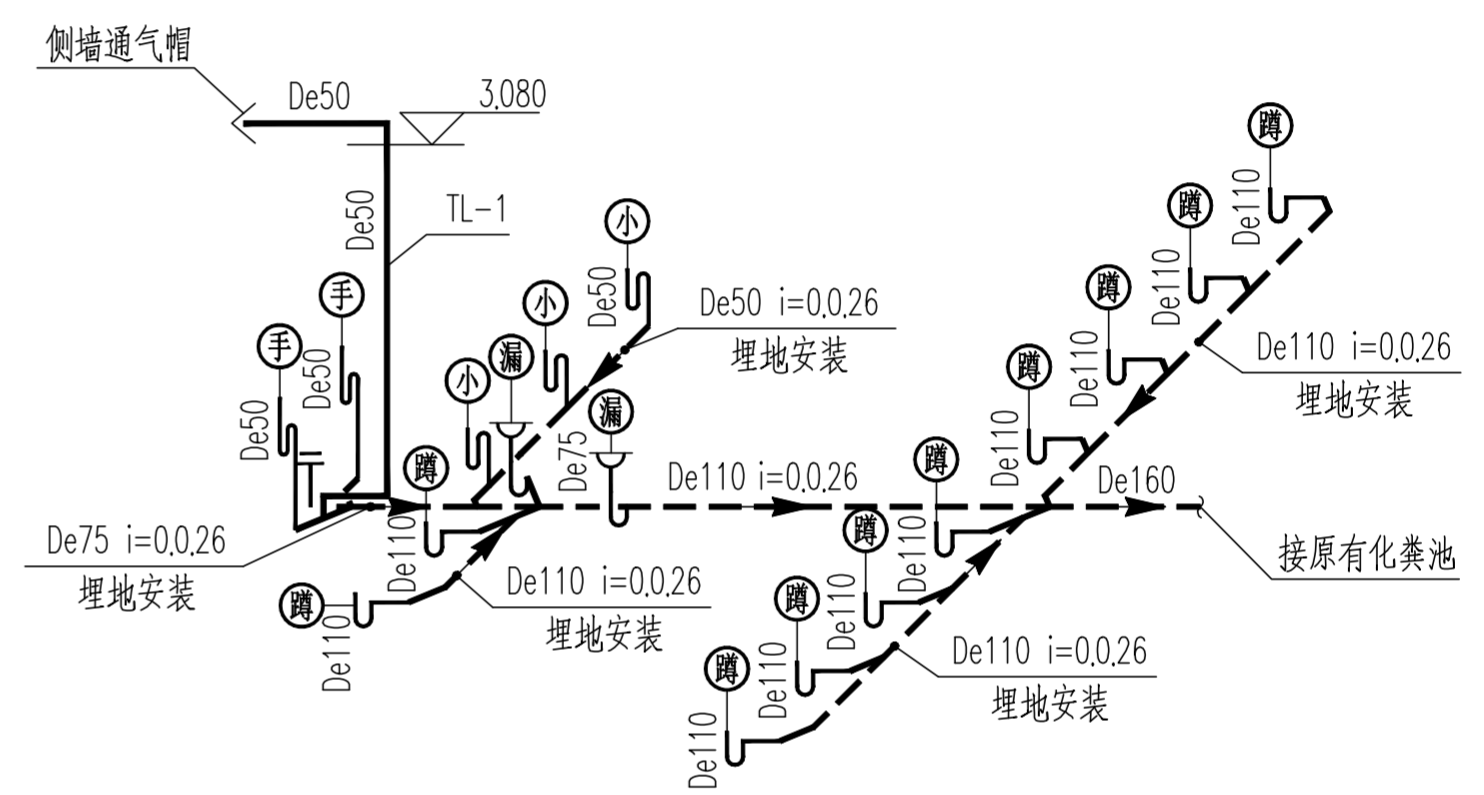 侧墙通气帽
De50
3.080
De50
TL-1
蹲
De110
蹲
De110
蹲
De110
蹲
De110
小
De50
小
小
手
De50
手
De50
漏
漏
De75
De50 i=0.0.26
埋地安装
De110 i=0.0.26
埋地安装
蹲
De110
De110 i=0.0.26
De160
蹲
De110
De75 i=0.0.26
埋地安装
蹲
De110
De110 i=0.0.26
埋地安装
接原有化粪池
蹲
De110
蹲
De110
蹲
De110
De110 i=0.0.26
埋地安装